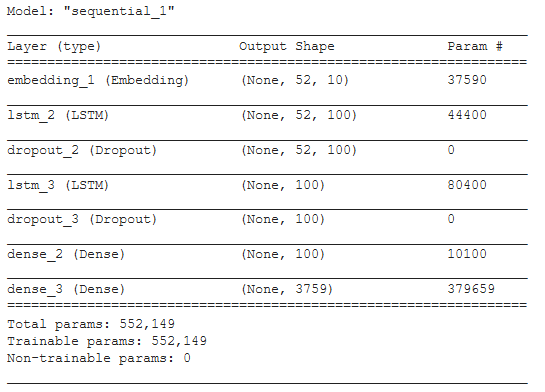 Model: "sequential_1"
Layer (type) Output Shape Param #
embedding_1 (Embedding) (None, 52, 10) 37590
lstm_2 (LSTM) (None, 52, 100) 44400
dropout_2 (Dropout) (None, 52, 100) 0
lstm_3 (LSTM) (None, 100) 80400
dropout_3 (Dropout) (None, 100) 0
dense_2 (Dense) (None, 100) 10100
dense_3 (Dense) (None, 3759) 379659
Total params: 552,149
Trainable params: 552,149
Non-trainable params: 0